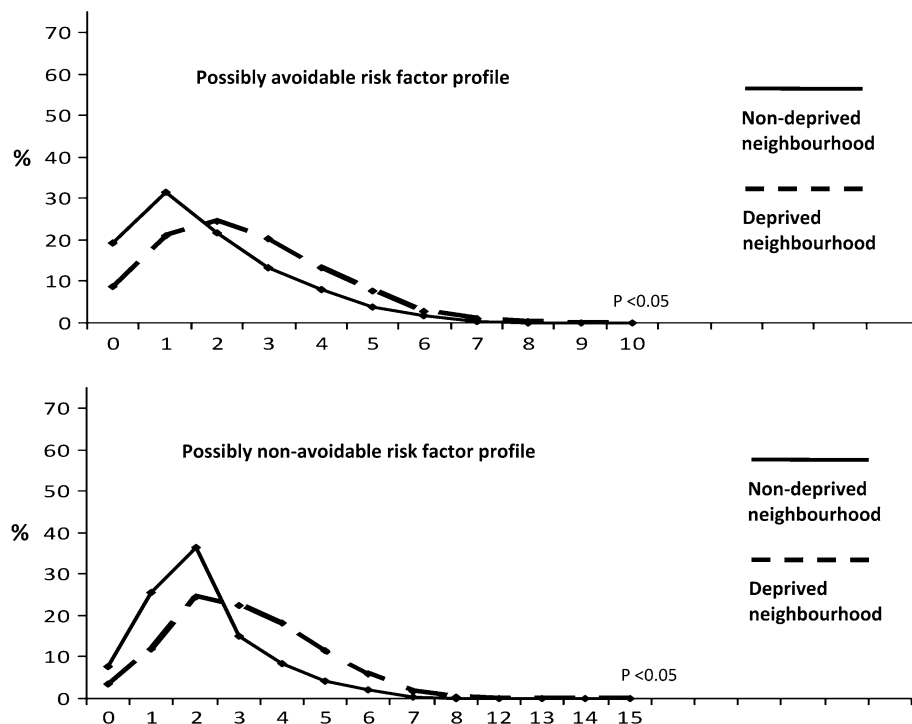 70
Possibly avoidable risk factor profile
60
50
%
40
30
20
10
0
Non-deprived
neighbourhood
Deprived
neighbourhood
P <0.05
0 1 2 3 4 5 6 7 8 9 10
70
Possibly non-avoidable risk factor profile
60
50
%
40
30
20
10
0
Non-deprived
neighbourhood
Deprived
neighbourhood
P <0.05
0 1 2 3 4 5 6 7 8 12 13 14 15